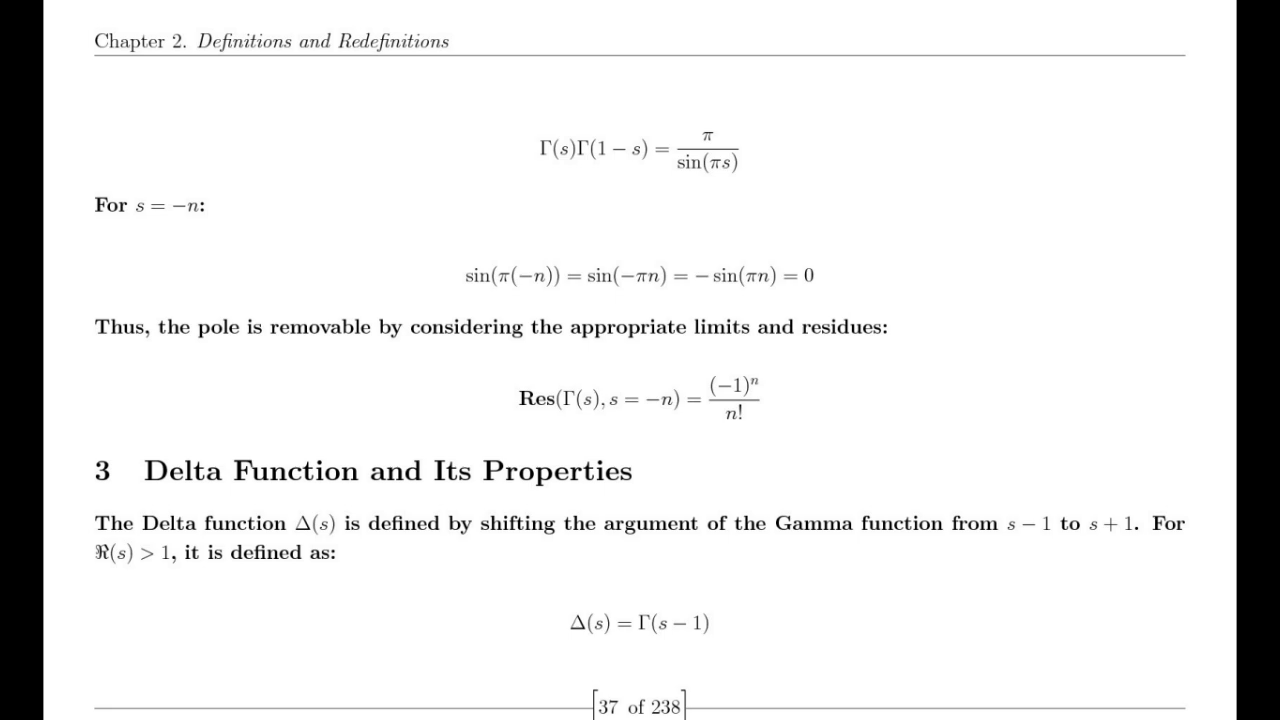 Chapter 2. Definitions and Redefinitions
Γ(s)Γ(1 − s) = π / sin(πs)
For s = −n:
sin(π(−n)) = sin(−πn) = − sin(πn) = 0
Thus, the pole is removable by considering the appropriate limits and residues:
Res(Γ(s), s = −n) = (−1)ⁿ / n!
3 Delta Function and Its Properties
The Delta function Δ(s) is defined by shifting the argument of the Gamma function from s − 1 to s + 1. For
ℜ(s) > 1, it is defined as:
Δ(s) = Γ(s − 1)
[37 of 238]